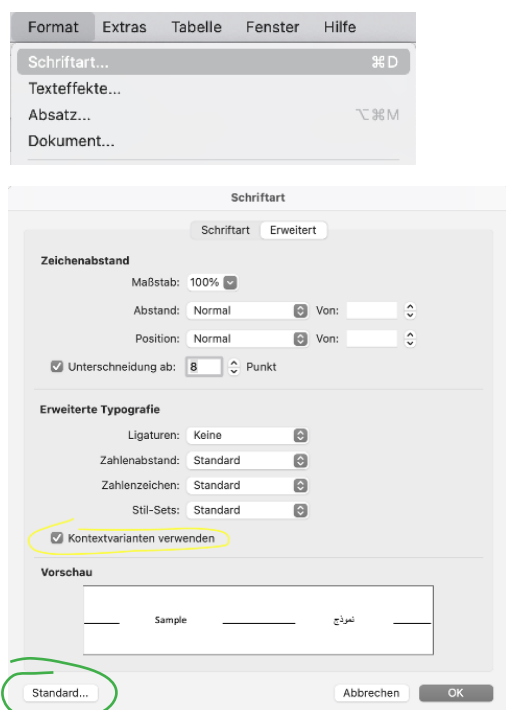 Format Extras Tabelle Fenster Hilfe
Schriftart... ⌘D
Texteffekte...
Absatz... ⌥⌘M
Dokument...
Schriftart
Schriftart Erweitert
Zeichenabstand
Maßstab: 100%
Abstand: Normal Von:
Position: Normal Von:
Unterschneidung ab: 8 Punkt
Erweiterte Typografie
Ligaturen: Keine
Zahlenabstand: Standard
Zahlenzeichen: Standard
Stil-Sets: Standard
Kontextvarianten verwenden
Vorschau
Sample نموذج
Standard... Abbrechen OK